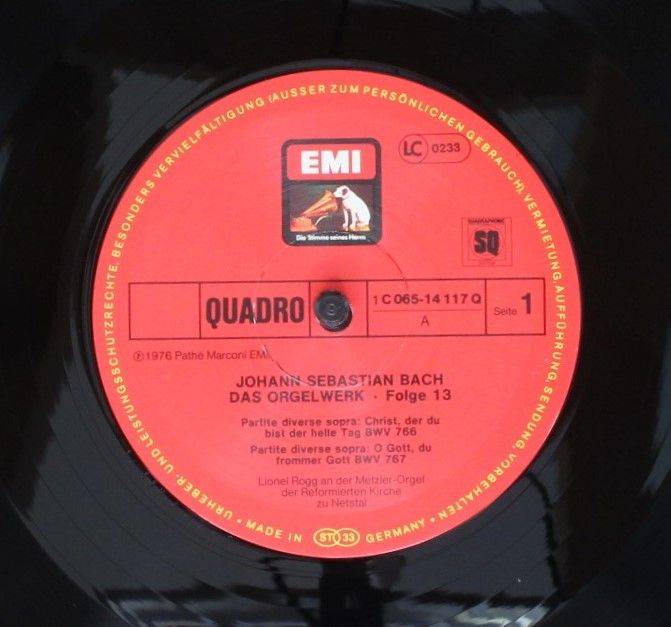 URHEBER- UND LEISTUNGSSCHUTZRECHTE, BESONDERS VERVIELFÄLTIGUNG (AUSSER ZUM PERSÖNLICHEN GEBRAUCH), VERMIETUNG, AUFFÜHRUNG, SENDUNG, VORBEHALTEN •
EMI
Die Stimme seines Herrn
LC 0233
QUADRAPHONIC
SQ
QUADRO
1C 065-14 117 Q
A
Seite 1
℗ 1976 Pathé Marconi EMI
JOHANN SEBASTIAN BACH
DAS ORGELWERK · Folge 13
Partite diverse sopra: Christ, der du
bist der helle Tag BWV 766
Partite diverse sopra: O Gott, du
frommer Gott BWV 767
Lionel Rogg an der Metzler-Orgel
der Reformierten Kirche
zu Netstal
• MADE IN ST 33 GERMANY •